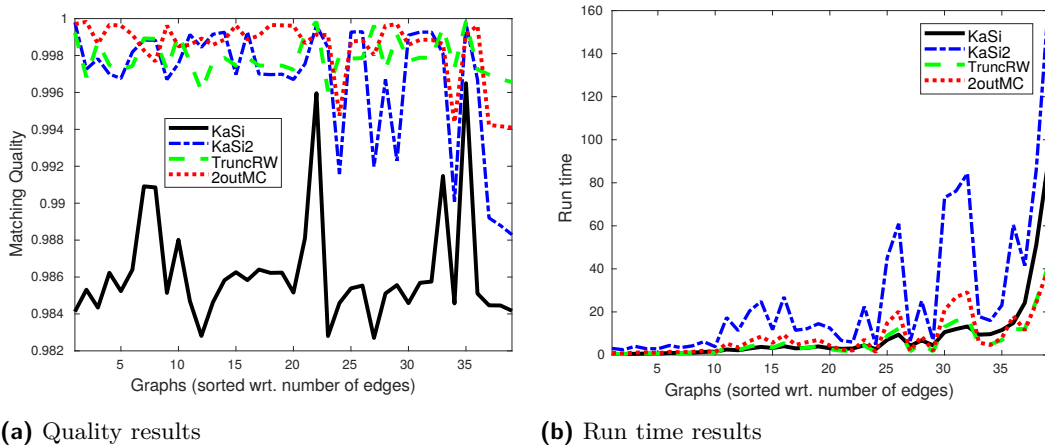 1
0.998
0.996
0.994
0.992
0.99
0.988
0.986
0.984
0.982
Matching Quality
KaSi
KaSi2
TruncRW
2outMC
5 10 15 20 25 30 35
Graphs (sorted wrt. number of edges)
(a) Quality results
160
140
120
100
80
60
40
20
0
Run time
KaSi
KaSi2
TruncRW
2outMC
5 10 15 20 25 30 35
Graphs (sorted wrt. number of edges)
(b) Run time results